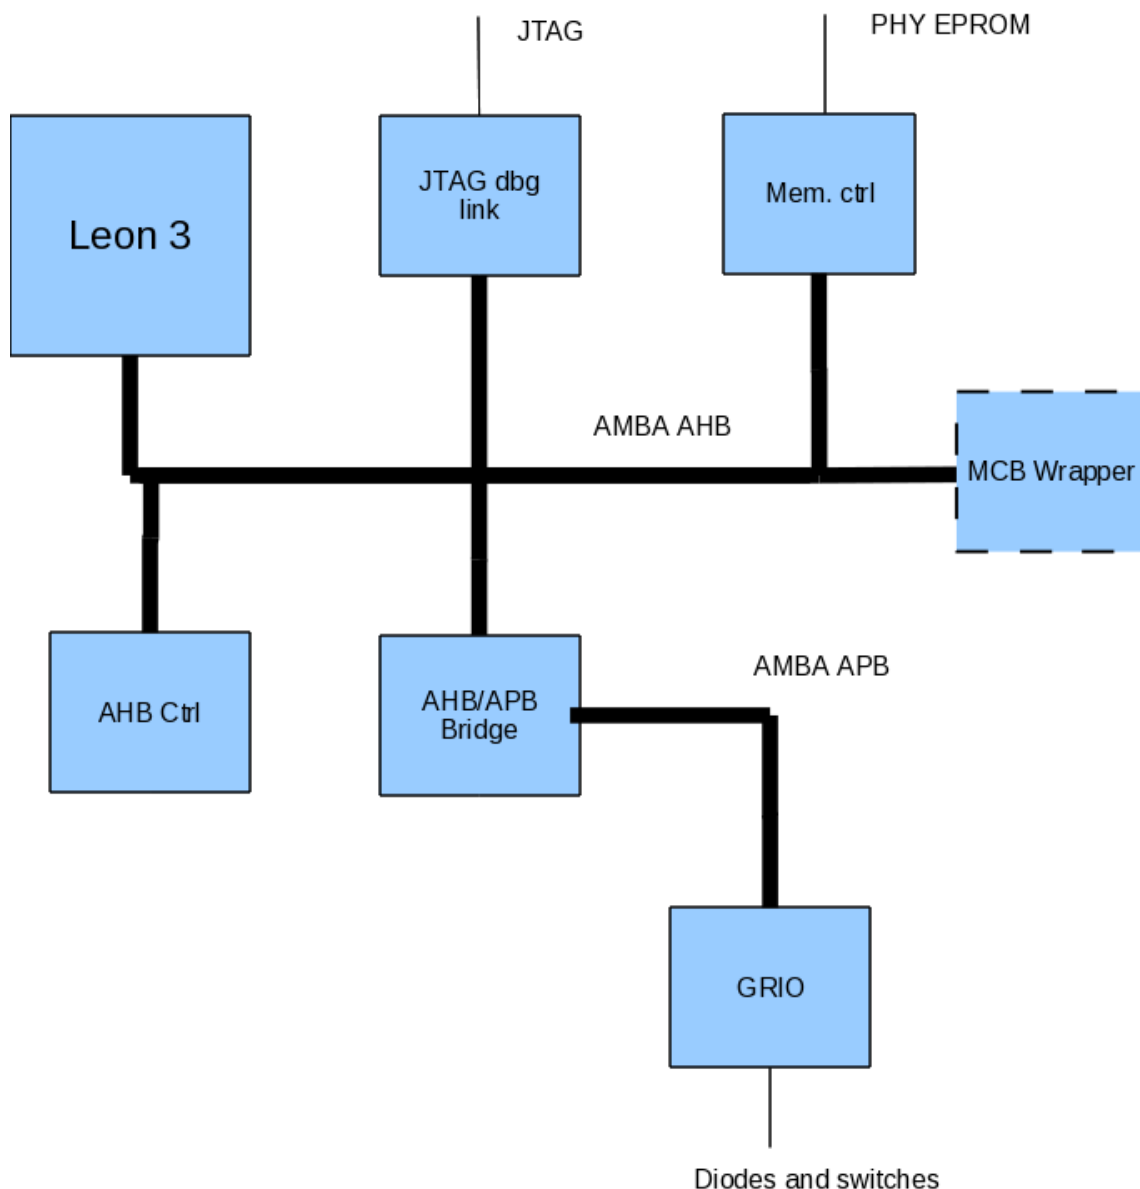 JTAG
PHY EPROM
Leon 3
JTAG dbg
link
Mem. ctrl
AMBA AHB
MCB Wrapper
AHB Ctrl
AHB/APB
Bridge
AMBA APB
GRIO
Diodes and switches